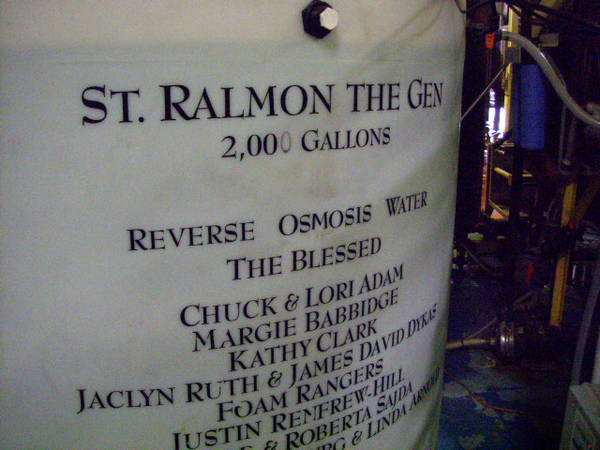 ST. RALMON THE GEN
2,000 GALLONS
REVERSE OSMOSIS WATER
THE BLESSED
CHUCK & LORI ADAM
MARGIE BABBIDGE
KATHY CLARK
JACLYN RUTH & JAMES DAVID DYKAS
FOAM RANGERS
JUSTIN RENFREW-HILL
& ROBERTA SAJDA
& LINDA ARNOLD